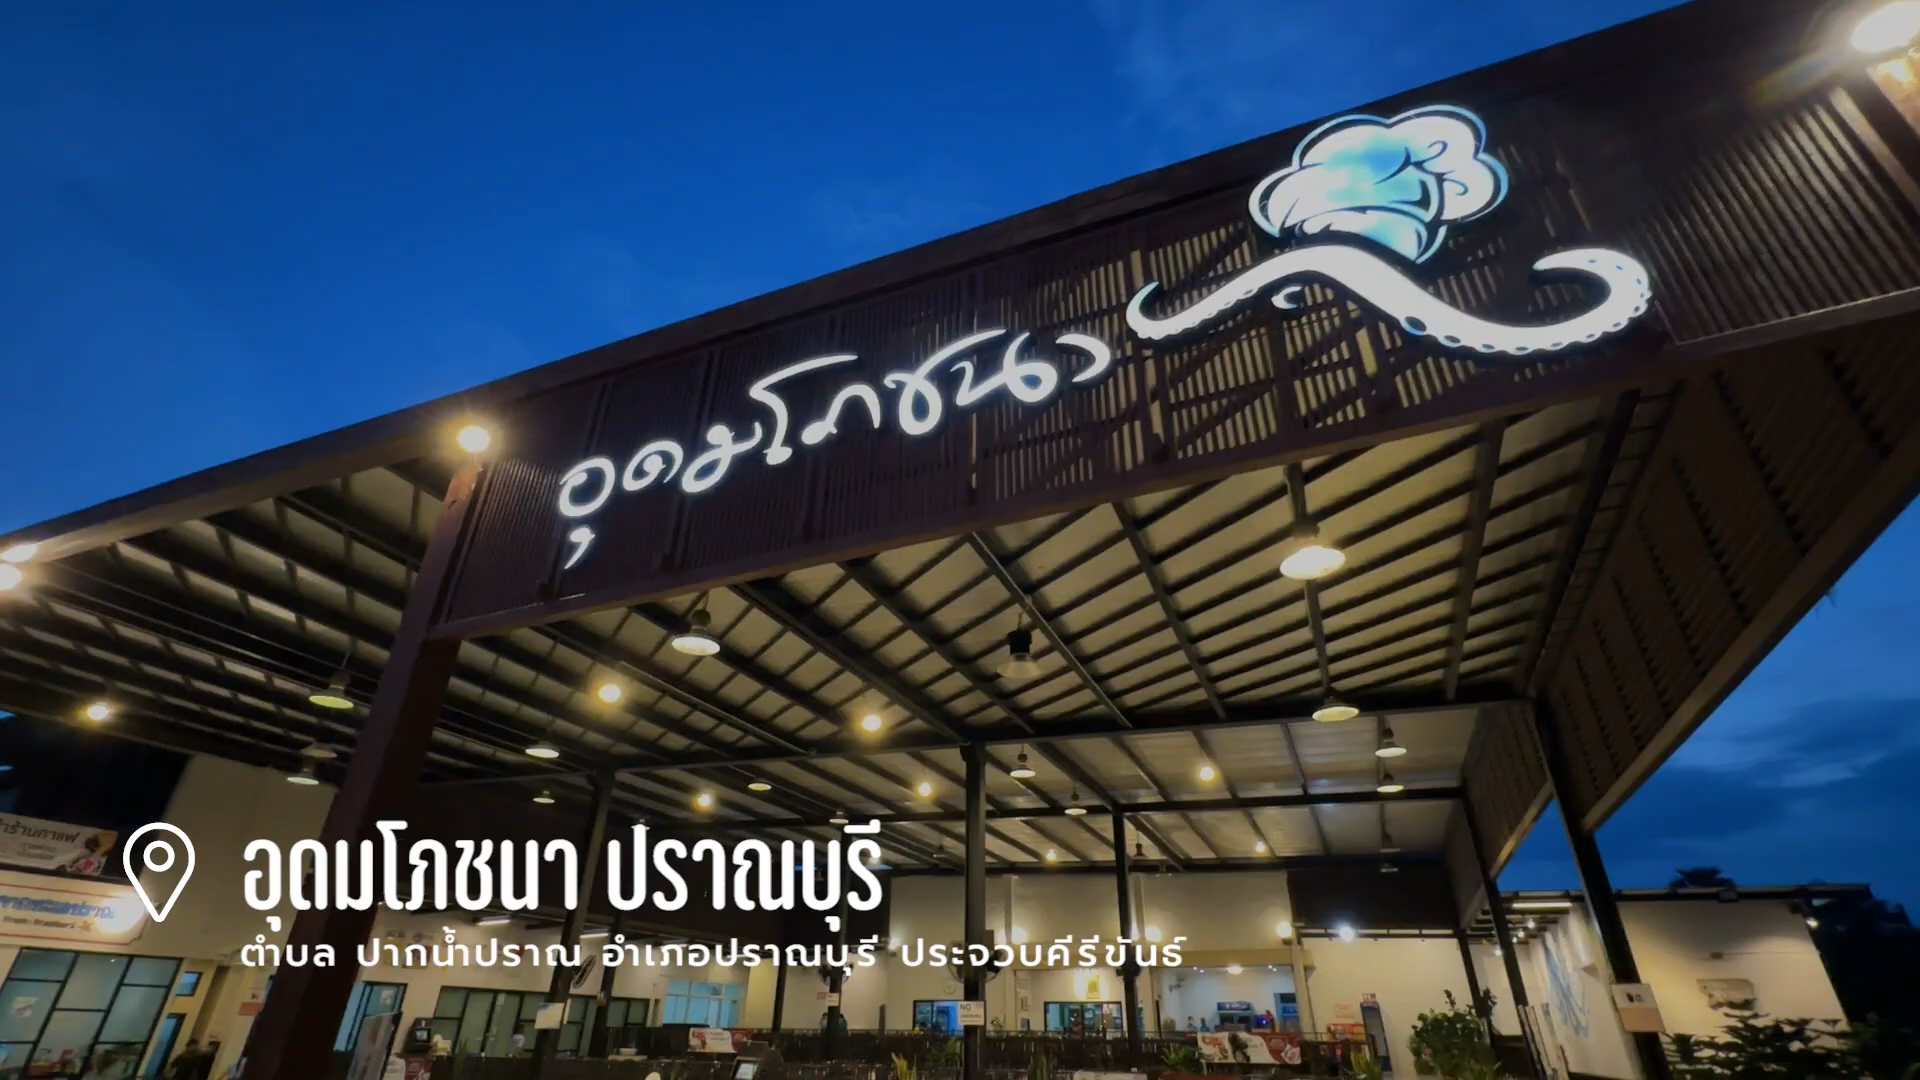 อุดมโภชนา
อุดมโภชนา ปราณบุรี
ตำบล ปากน้ำปราณ อำเภอปราณบุรี ประจวบคีรีขันธ์
NO